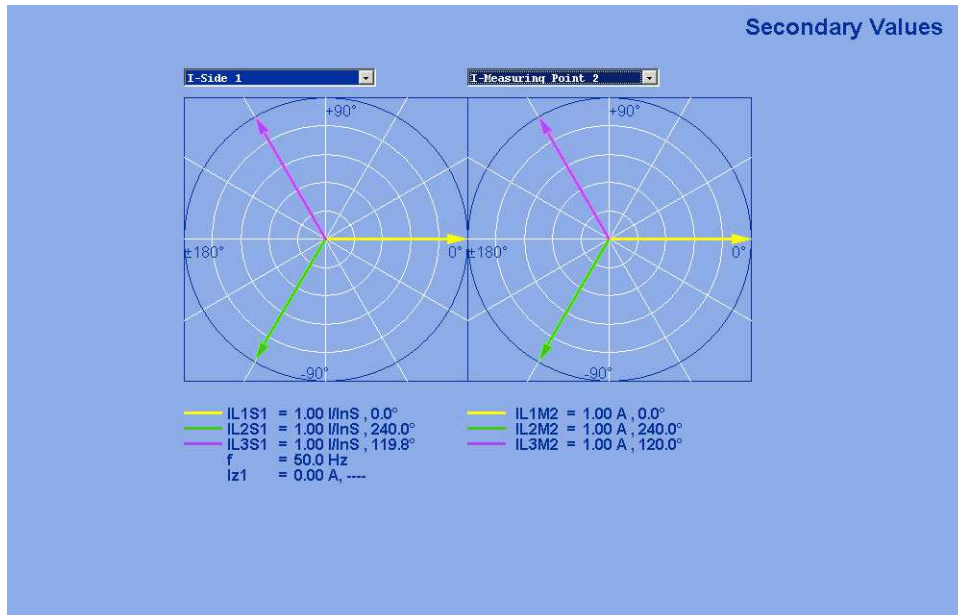 Secondary Values
I-Side 1
I-Measuring Point 2
+90°
+90°
±180°
0°
±180°
0°
-90°
-90°
IL1S1 = 1.00 I/InS , 0.0°
IL2S1 = 1.00 I/InS , 240.0°
IL3S1 = 1.00 I/InS , 119.8°
f = 50.0 Hz
Iz1 = 0.00 A, ----
IL1M2 = 1.00 A , 0.0°
IL2M2 = 1.00 A , 240.0°
IL3M2 = 1.00 A , 120.0°